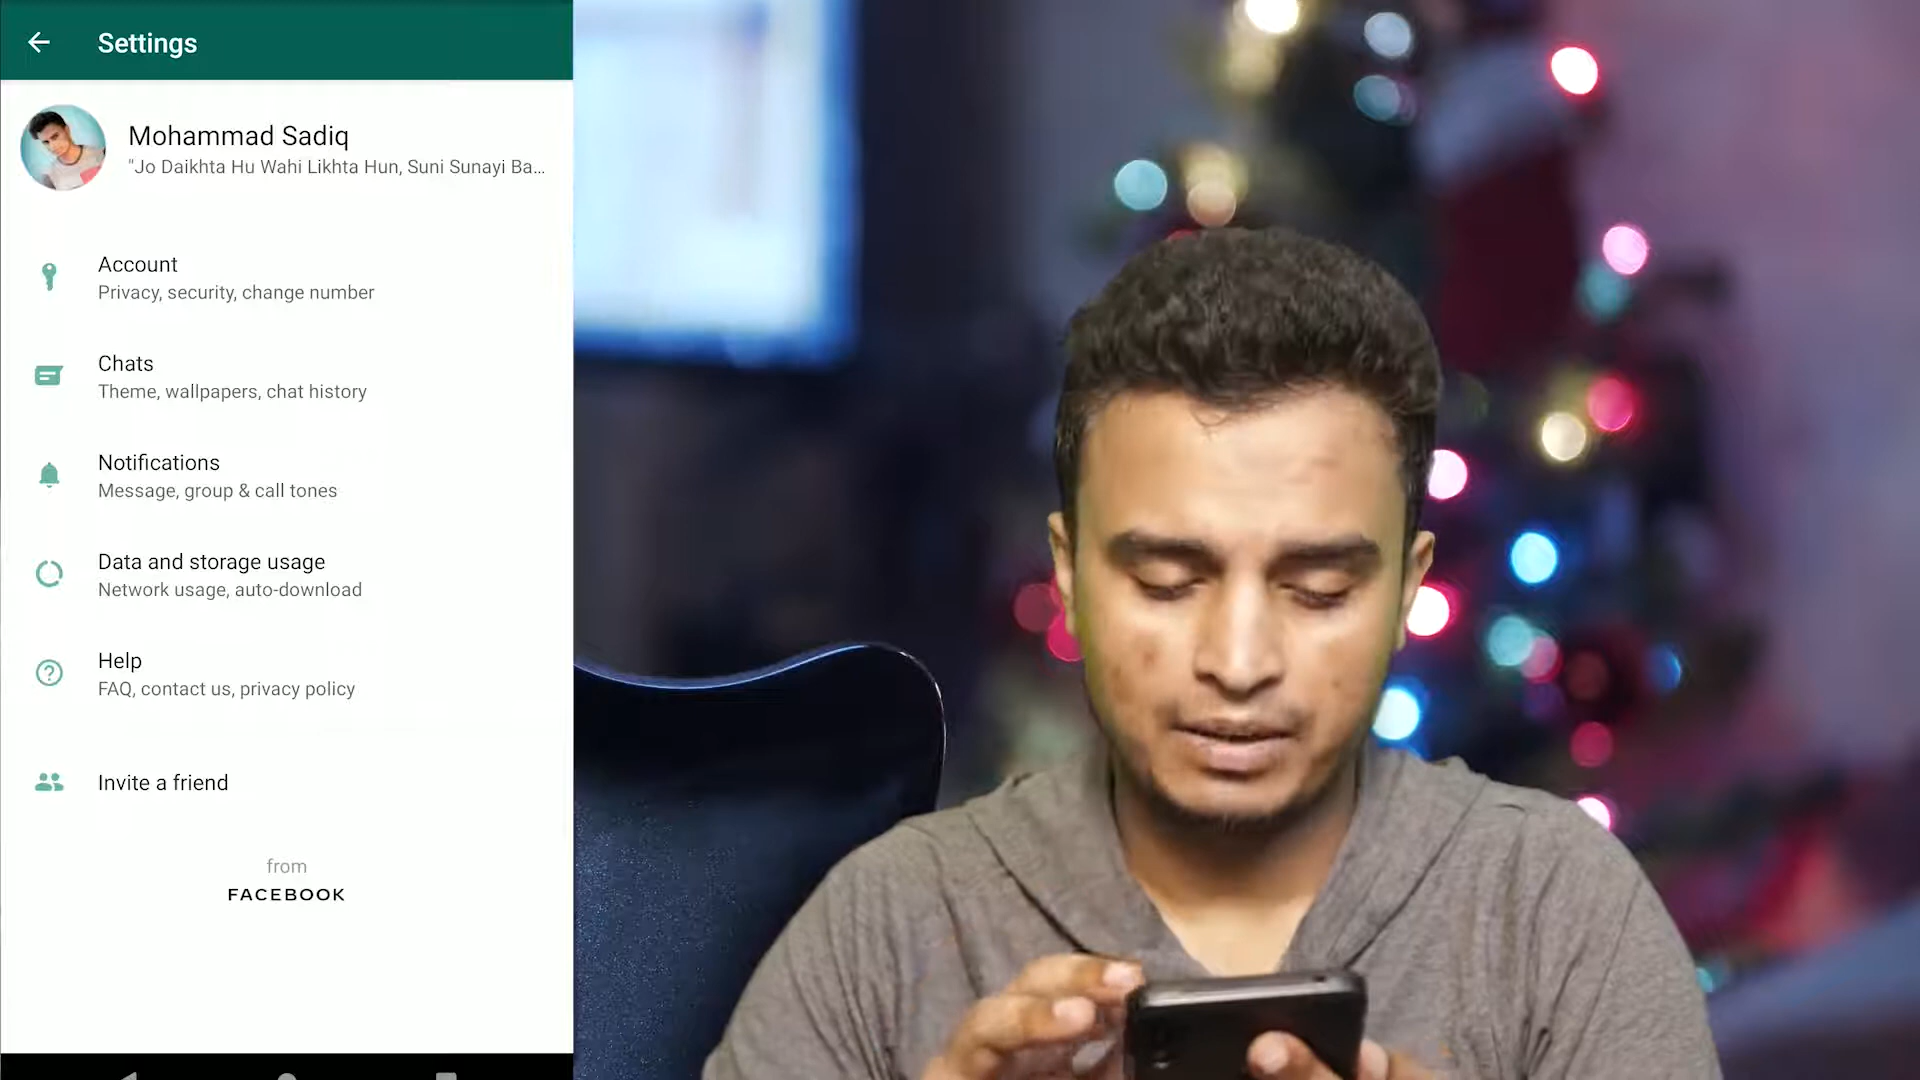 Settings
Mohammad Sadiq
"Jo Daikhta Hu Wahi Likhta Hun, Suni Sunayi Ba...
Account
Privacy, security, change number
Chats
Theme, wallpapers, chat history
Notifications
Message, group & call tones
Data and storage usage
Network usage, auto-download
Help
FAQ, contact us, privacy policy
Invite a friend
from
FACEBOOK